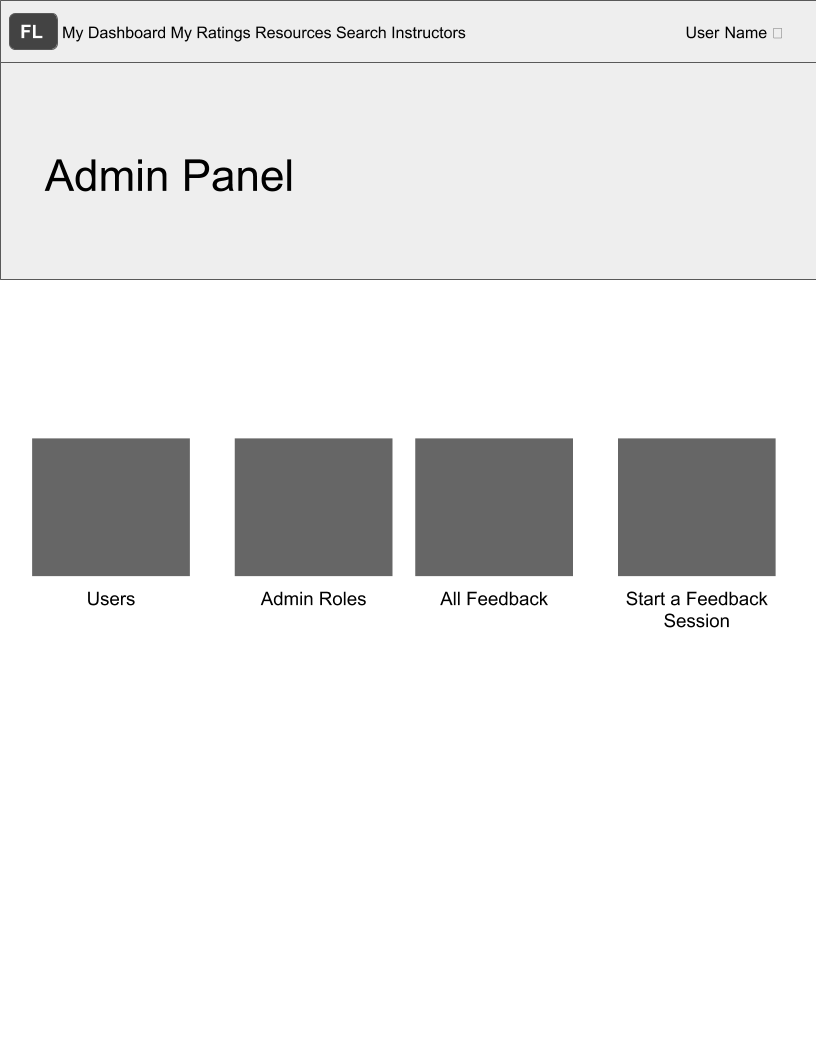 FL My Dashboard My Ratings Resources Search Instructors User Name
Admin Panel
Users
Admin Roles
All Feedback
Start a Feedback
Session